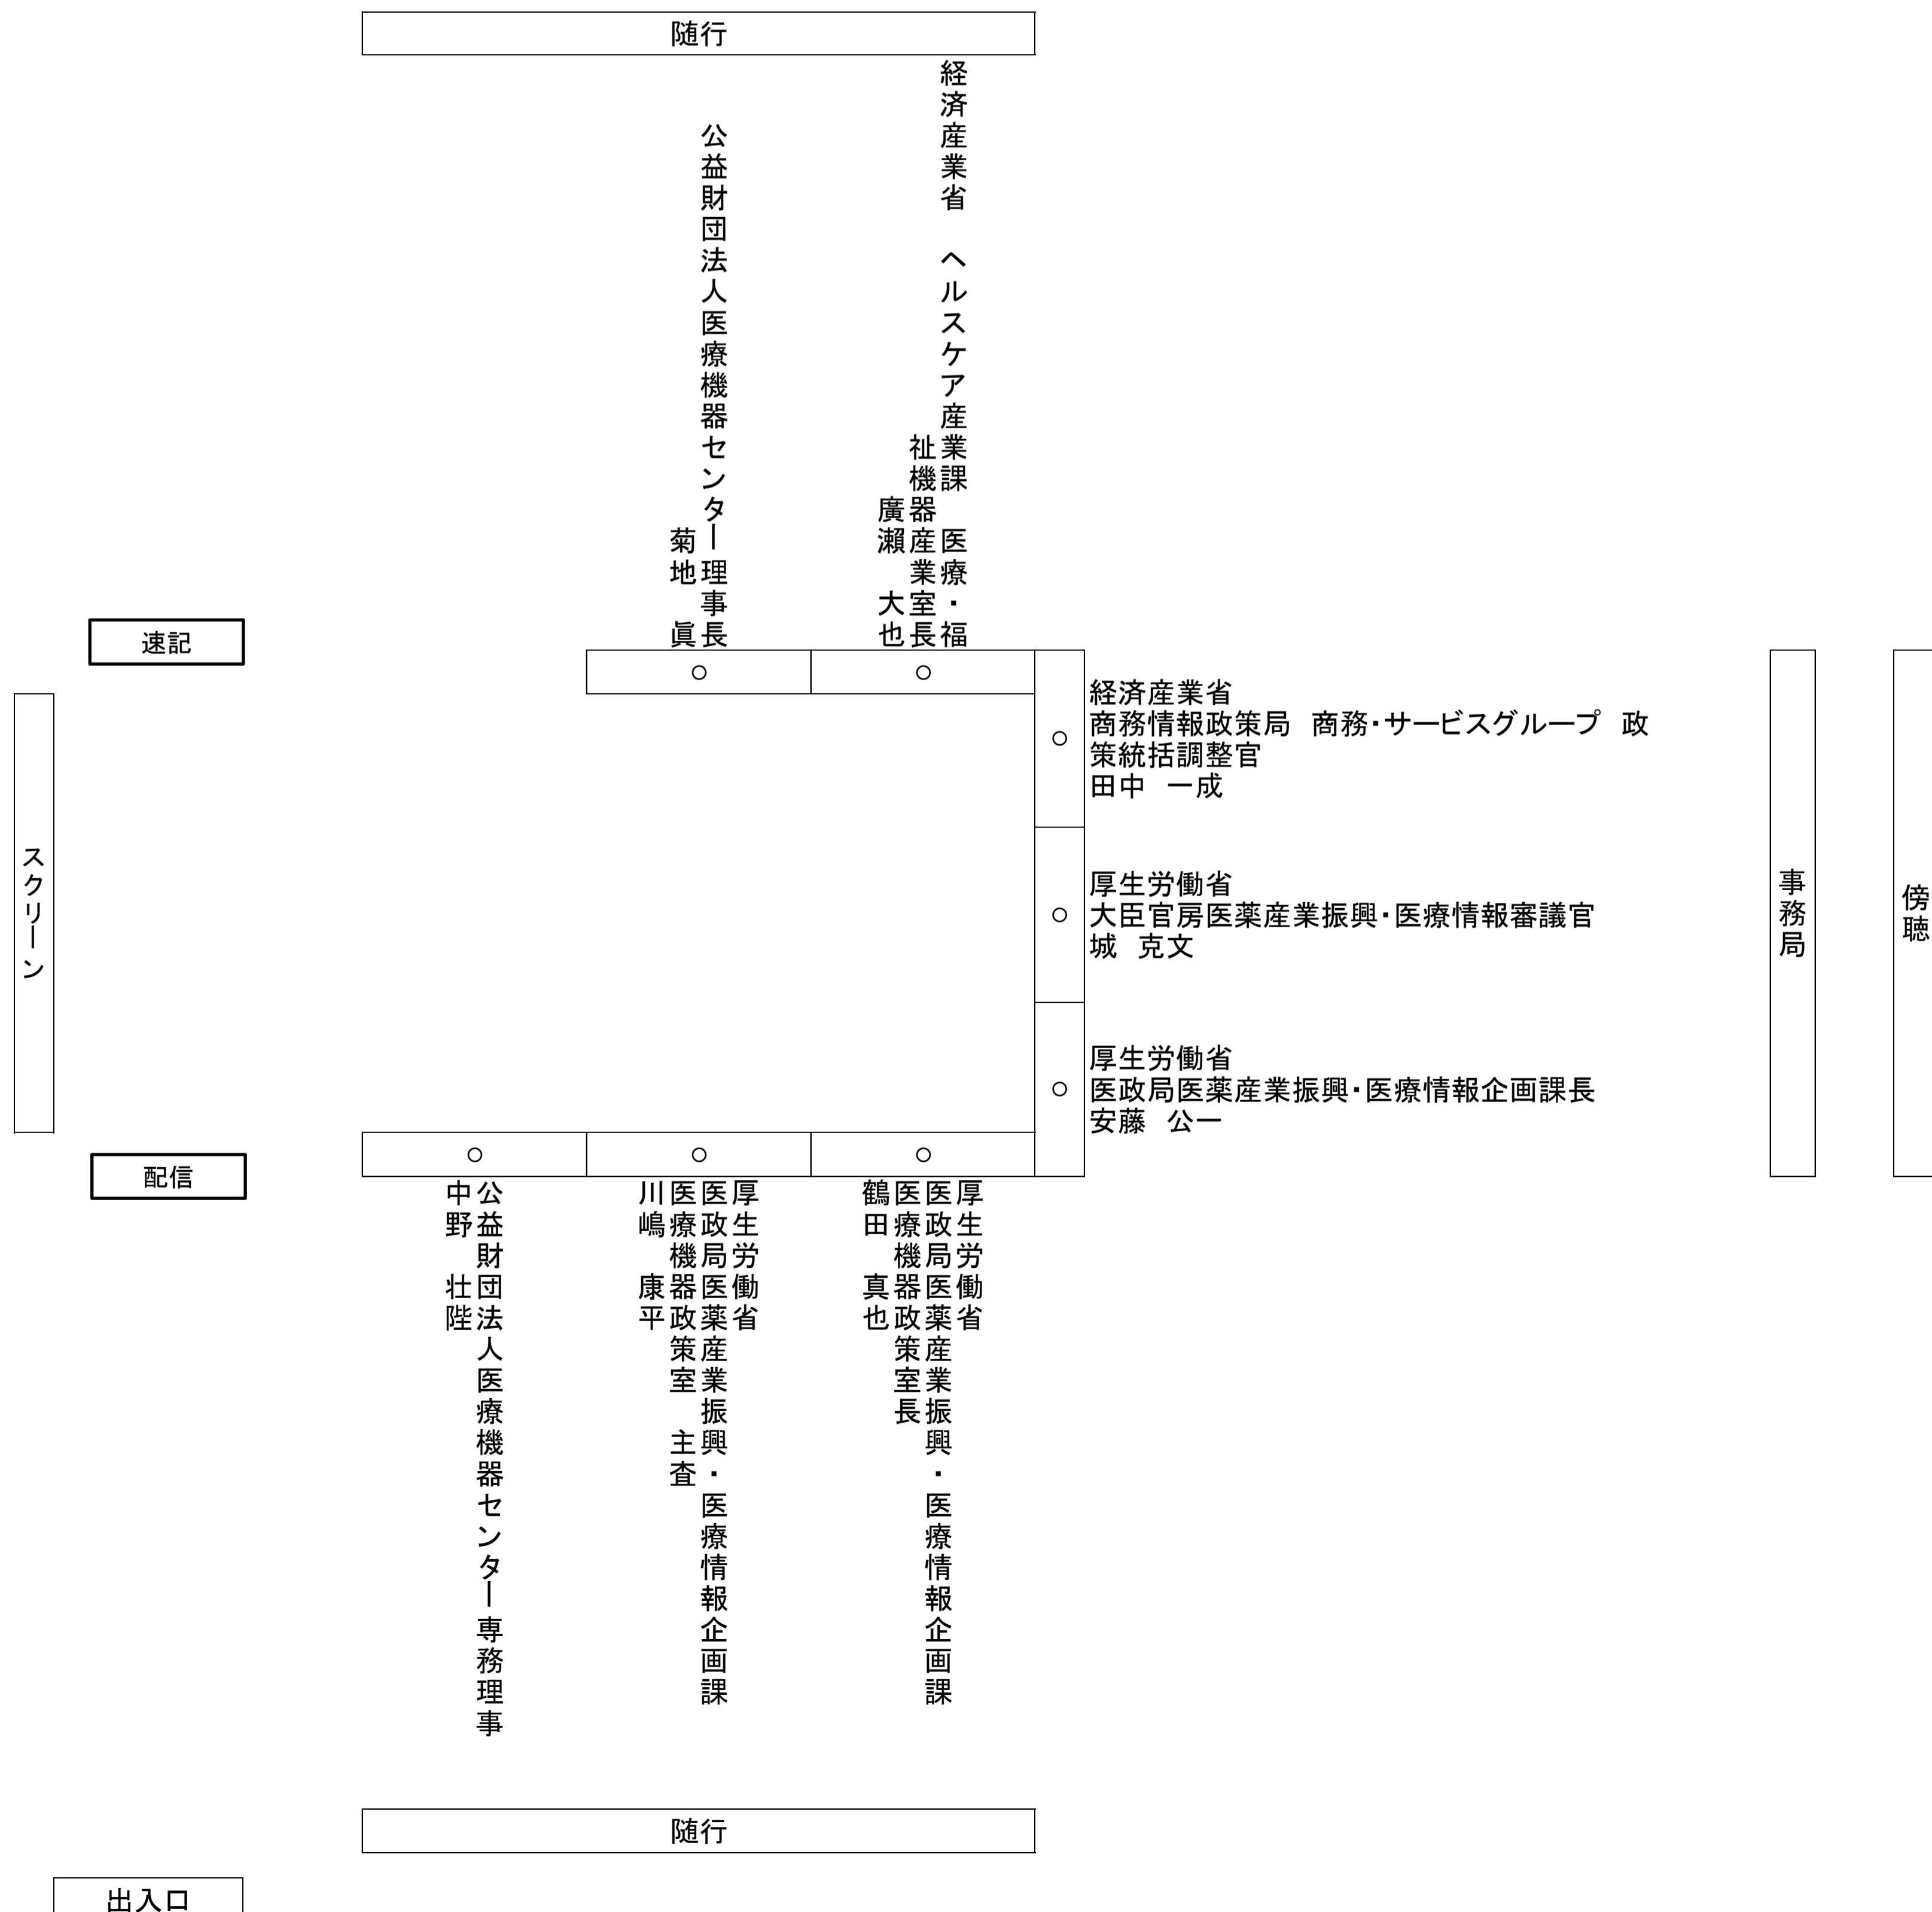 随行
経済産業省　ヘルスケア産業課　医療・福
祉機器産業室長
廣瀬　大也
公益財団法人医療機器センター理事長
菊地　眞
速記
経済産業省
商務情報政策局　商務・サービスグループ　政
策統括調整官
田中　一成
スクリーン
厚生労働省
大臣官房医薬産業振興・医療情報審議官
城　克文
事務局
傍聴
厚生労働省
医政局医薬産業振興・医療情報企画課長
安藤　公一
配信
厚生労働省
医政局医薬産業振興・医療情報企画課
医療機器政策室長
鶴田　真也
厚生労働省
医政局医薬産業振興・医療情報企画課
医療機器政策室　主査
川嶋　康平
公益財団法人医療機器センター専務理事
中野　壮陛
随行
出入口